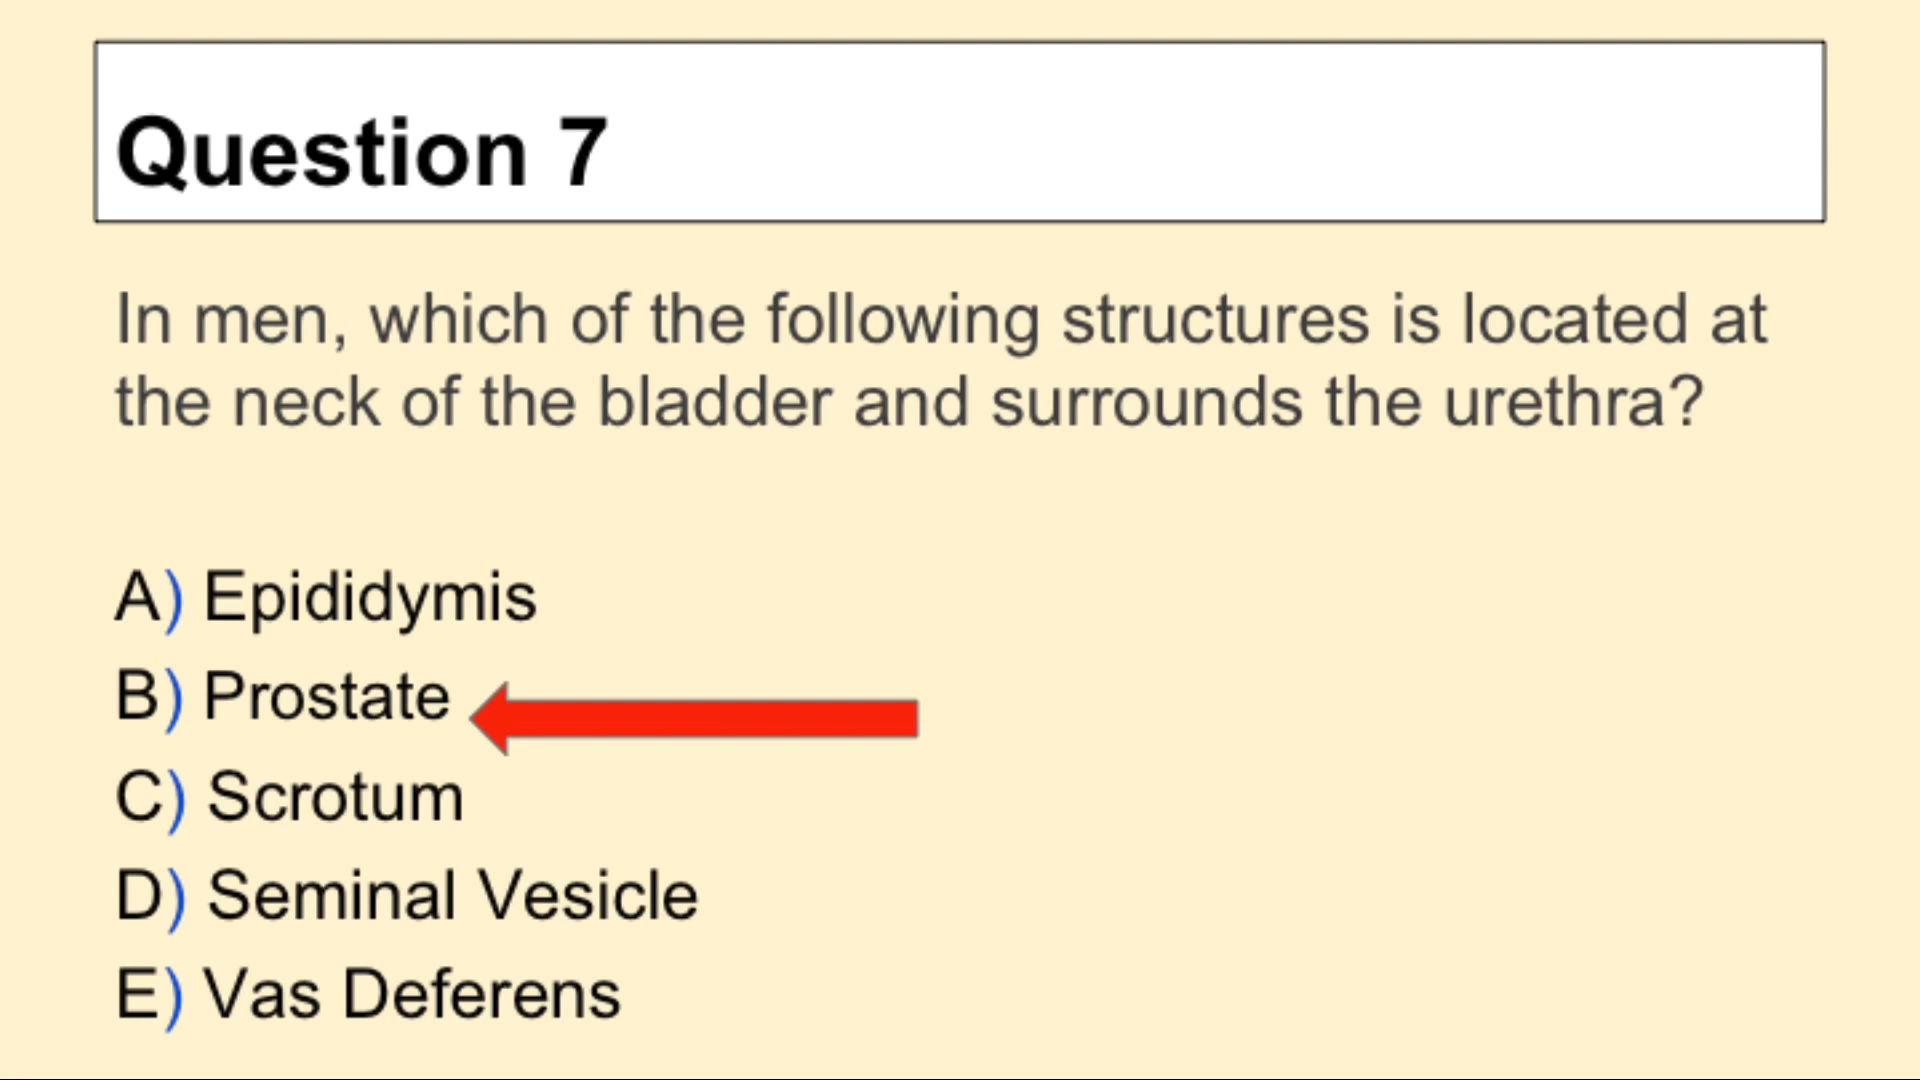 Question 7
In men, which of the following structures is located at
the neck of the bladder and surrounds the urethra?
A) Epididymis
B) Prostate
C) Scrotum
D) Seminal Vesicle
E) Vas Deferens